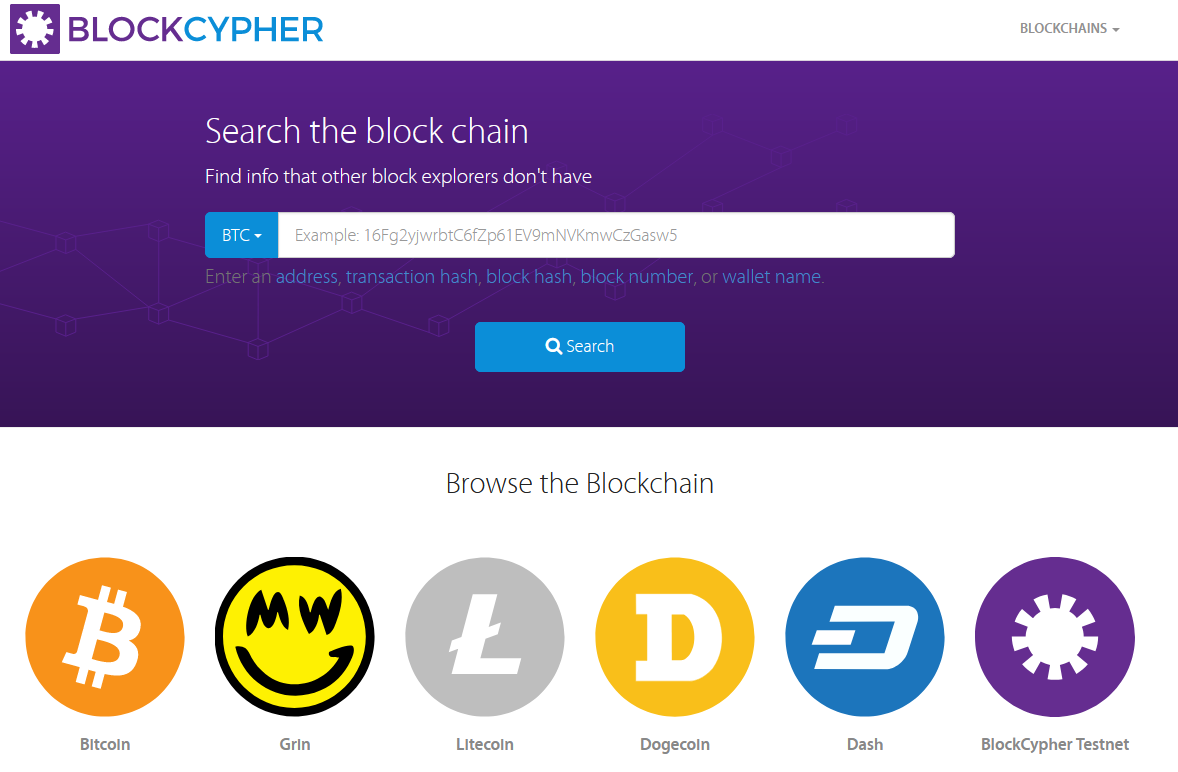 BLOCKCYPHER
BLOCKCHAINS
Search the block chain
Find info that other block explorers don't have
BTC
Example: 16Fg2yjwrbtC6fZp61EV9mNVKmwCzGasw5
Enter an address, transaction hash, block hash, block number, or wallet name.
Search
Browse the Blockchain
MW
Bitcoin
Grin
Litecoin
Dogecoin
Dash
BlockCypher Testnet